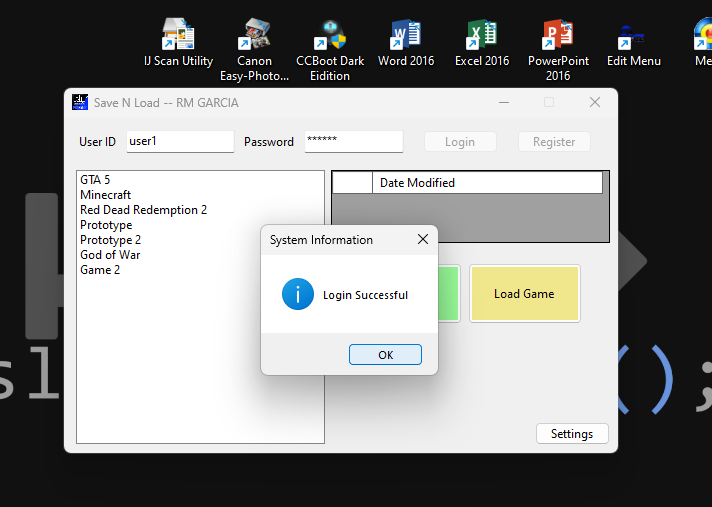 IJ Scan Utility
Canon
Easy-Photo...
CCBoot Dark
Eidition
Word 2016
Excel 2016
PowerPoint
2016
Edit Menu
Me
Save N Load -- RM GARCIA
User ID
user1
Password
******
Login
Register
GTA 5
Minecraft
Red Dead Redemption 2
Prototype
Prototype 2
God of War
Game 2
Date Modified
System Information
Login Successful
OK
Load Game
Settings
sl
();